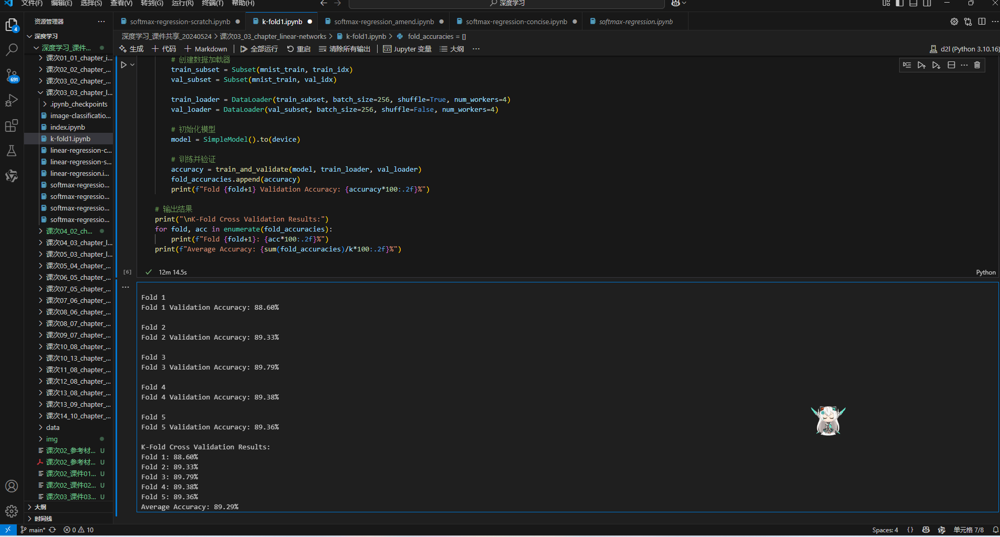 文件(F) 编辑(E) 选择(S) 查看(V) 转到(G) 运行(R) 终端(T) 帮助(H)
深度学习
资源管理器
softmax-regression-scratch.ipynb
k-fold1.ipynb
softmax-regression_amend.ipynb
softmax-regression-concise.ipynb
softmax-regression.ipynb
深度学习_课件共享_20240524 > 课次03_03_chapter_linear-networks > k-fold1.ipynb > fold_accuracies = []
生成 + 代码 + Markdown 全部运行 重启 清除所有输出 Jupyter 变量 大纲 ···
d2l (Python 3.10.16)
4
691
深度学习
深度学习_课件...
课次01_01_chapter_i...
课次02_02_chapter_...
课次03_02_chapter_...
课次03_03_chapter_l...
.ipynb_checkpoints
image-classificatio...
index.ipynb
k-fold1.ipynb
linear-regression-c...
linear-regression-s...
linear-regression.i...
softmax-regressio...
softmax-regressio...
softmax-regressio...
softmax-regressio...
课次04_02_ch...
课次04_03_chapter_l...
课次05_03_chapter_l...
课次05_04_chapter_...
课次06_05_chapter_...
课次07_05_chapter_...
课次07_06_chapter_...
课次08_06_chapter_...
课次08_07_chapter_...
课次09_07_chapter_...
课次10_08_chapter_...
课次10_13_chapter_...
课次11_08_chapter_...
课次12_08_chapter_...
课次13_08_chapter_...
课次13_09_chapter_...
课次14_10_chapter_...
data
img
课次02_参考材... U
课次02_参考材... U
课次02_课件01... U
课次02_课件02... U
课次03_课件03... U
大纲
时间线
# 创建数据加载器
train_subset = Subset(mnist_train, train_idx)
val_subset = Subset(mnist_train, val_idx)
train_loader = DataLoader(train_subset, batch_size=256, shuffle=True, num_workers=4)
val_loader = DataLoader(val_subset, batch_size=256, shuffle=False, num_workers=4)
# 初始化模型
model = SimpleModel().to(device)
# 训练并验证
accuracy = train_and_validate(model, train_loader, val_loader)
fold_accuracies.append(accuracy)
print(f"Fold {fold+1} Validation Accuracy: {accuracy*100:.2f}%")
# 输出结果
print("\nK-Fold Cross Validation Results:")
for fold, acc in enumerate(fold_accuracies):
print(f"Fold {fold+1}: {acc*100:.2f}%")
print(f"Average Accuracy: {sum(fold_accuracies)/k*100:.2f}%")
[6] 12m 14.5s
Python
Fold 1
Fold 1 Validation Accuracy: 88.60%
Fold 2
Fold 2 Validation Accuracy: 89.33%
Fold 3
Fold 3 Validation Accuracy: 89.79%
Fold 4
Fold 4 Validation Accuracy: 89.38%
Fold 5
Fold 5 Validation Accuracy: 89.36%
K-Fold Cross Validation Results:
Fold 1: 88.60%
Fold 2: 89.33%
Fold 3: 89.79%
Fold 4: 89.38%
Fold 5: 89.36%
Average Accuracy: 89.29%
main* 0 10
Spaces: 4 {} 单元格 7/8